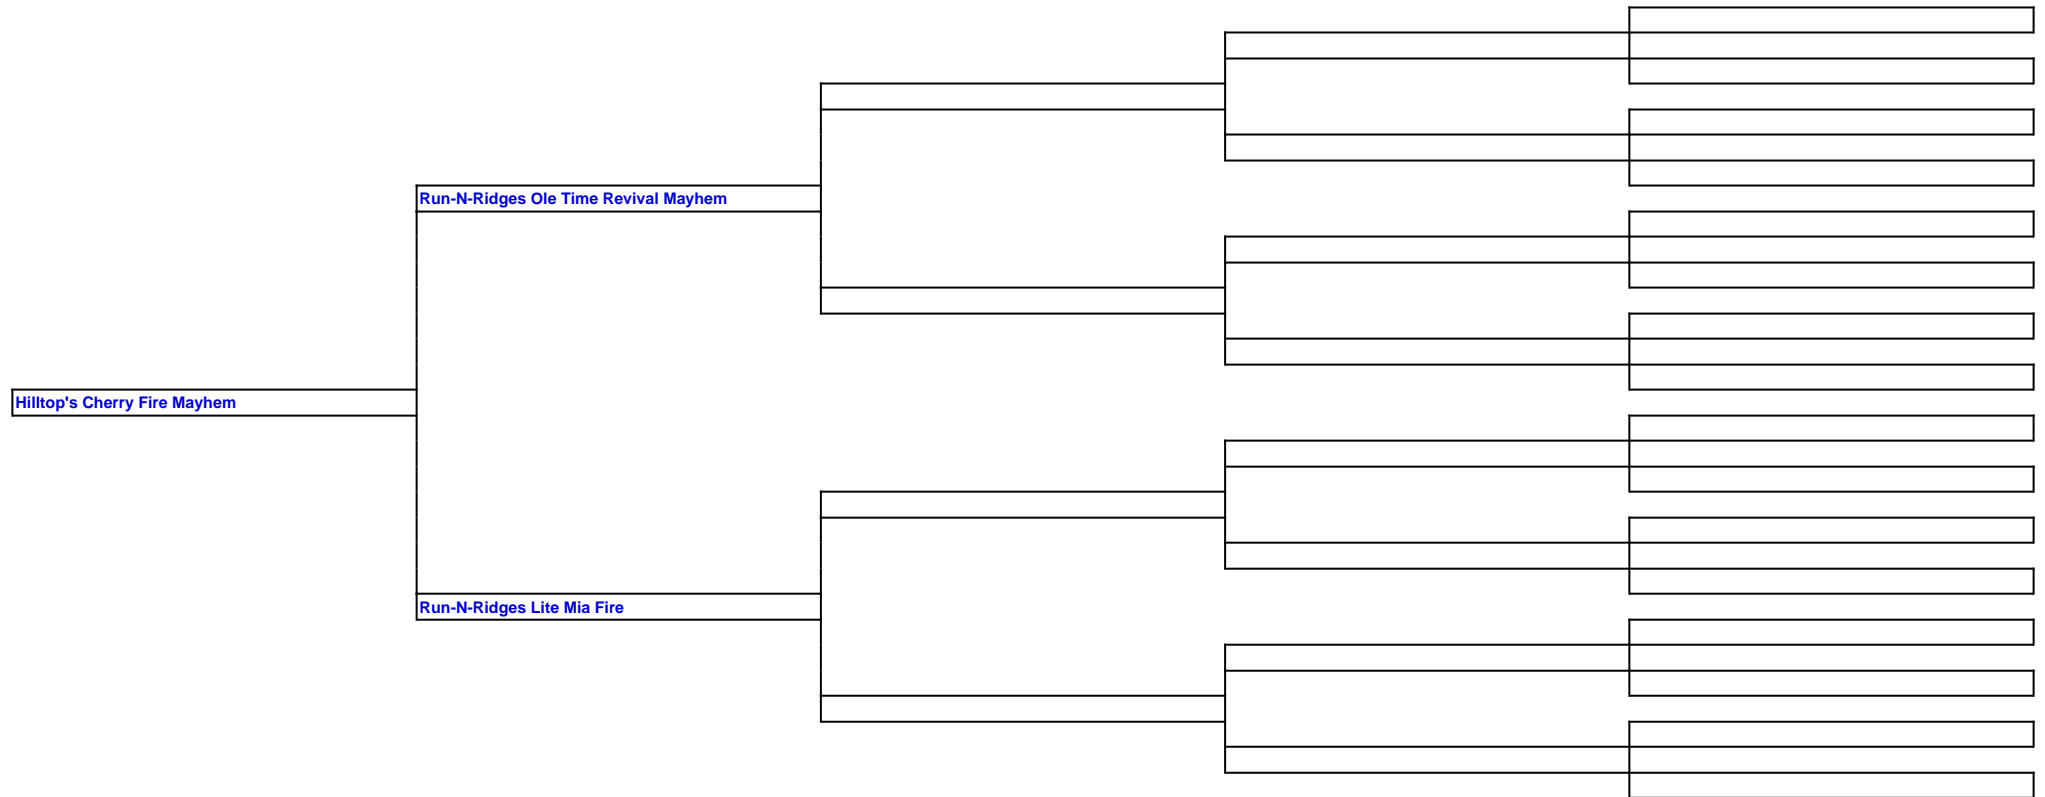 Run-N-Ridges Ole Time Revival Mayhem
Hilltop's Cherry Fire Mayhem
Run-N-Ridges Lite Mia Fire